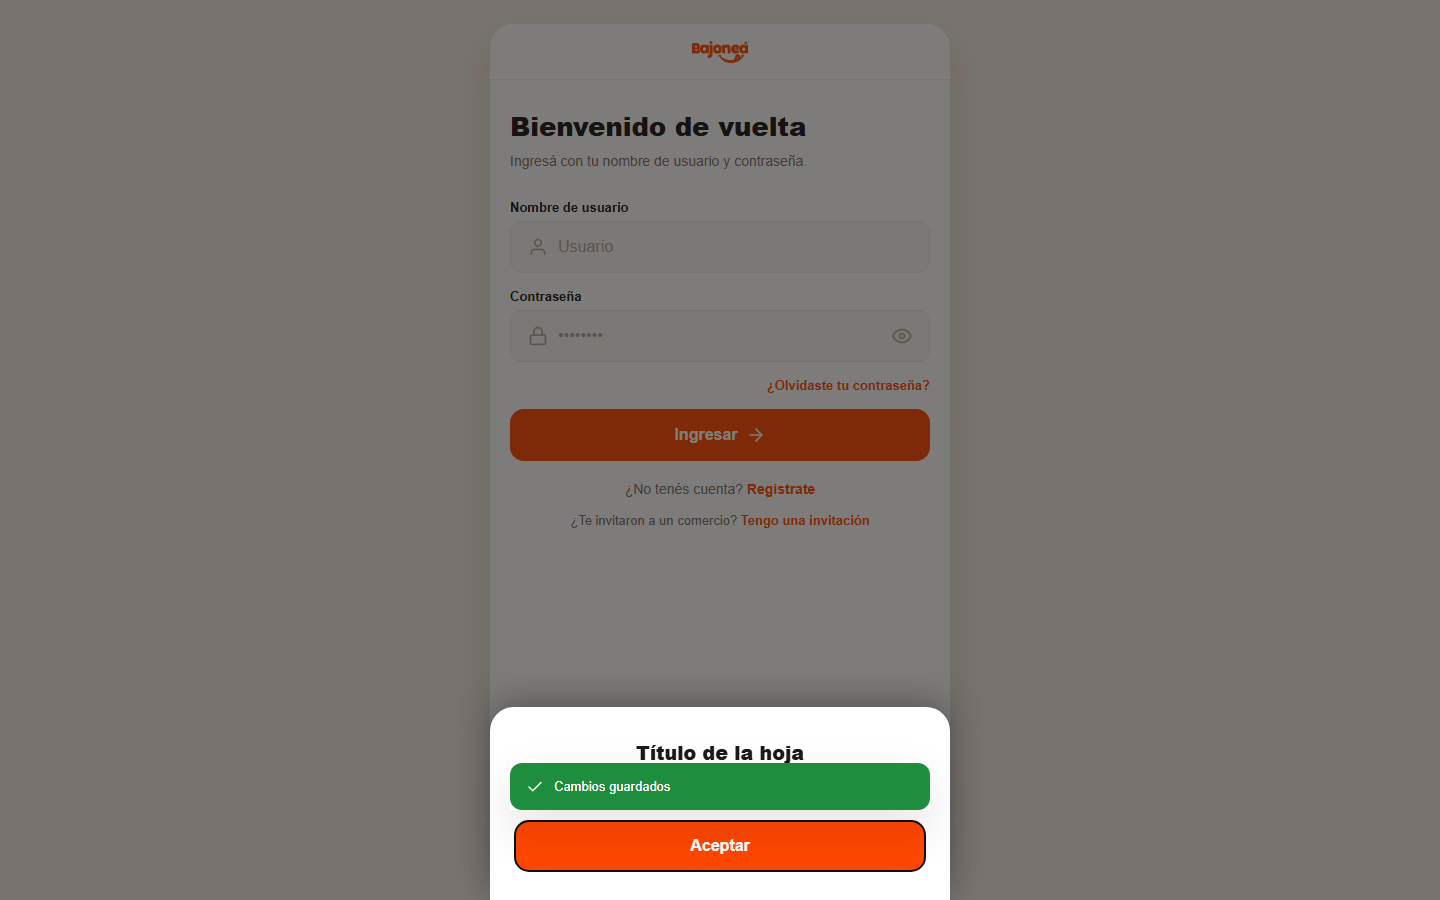 Bajoneá
Bienvenido de vuelta
Ingresá con tu nombre de usuario y contraseña.
Nombre de usuario
Usuario
Contraseña
••••••••
¿Olvidaste tu contraseña?
Ingresar
¿No tenés cuenta? Registrate
¿Te invitaron a un comercio? Tengo una invitación
Título de la hoja
Cambios guardados
Aceptar